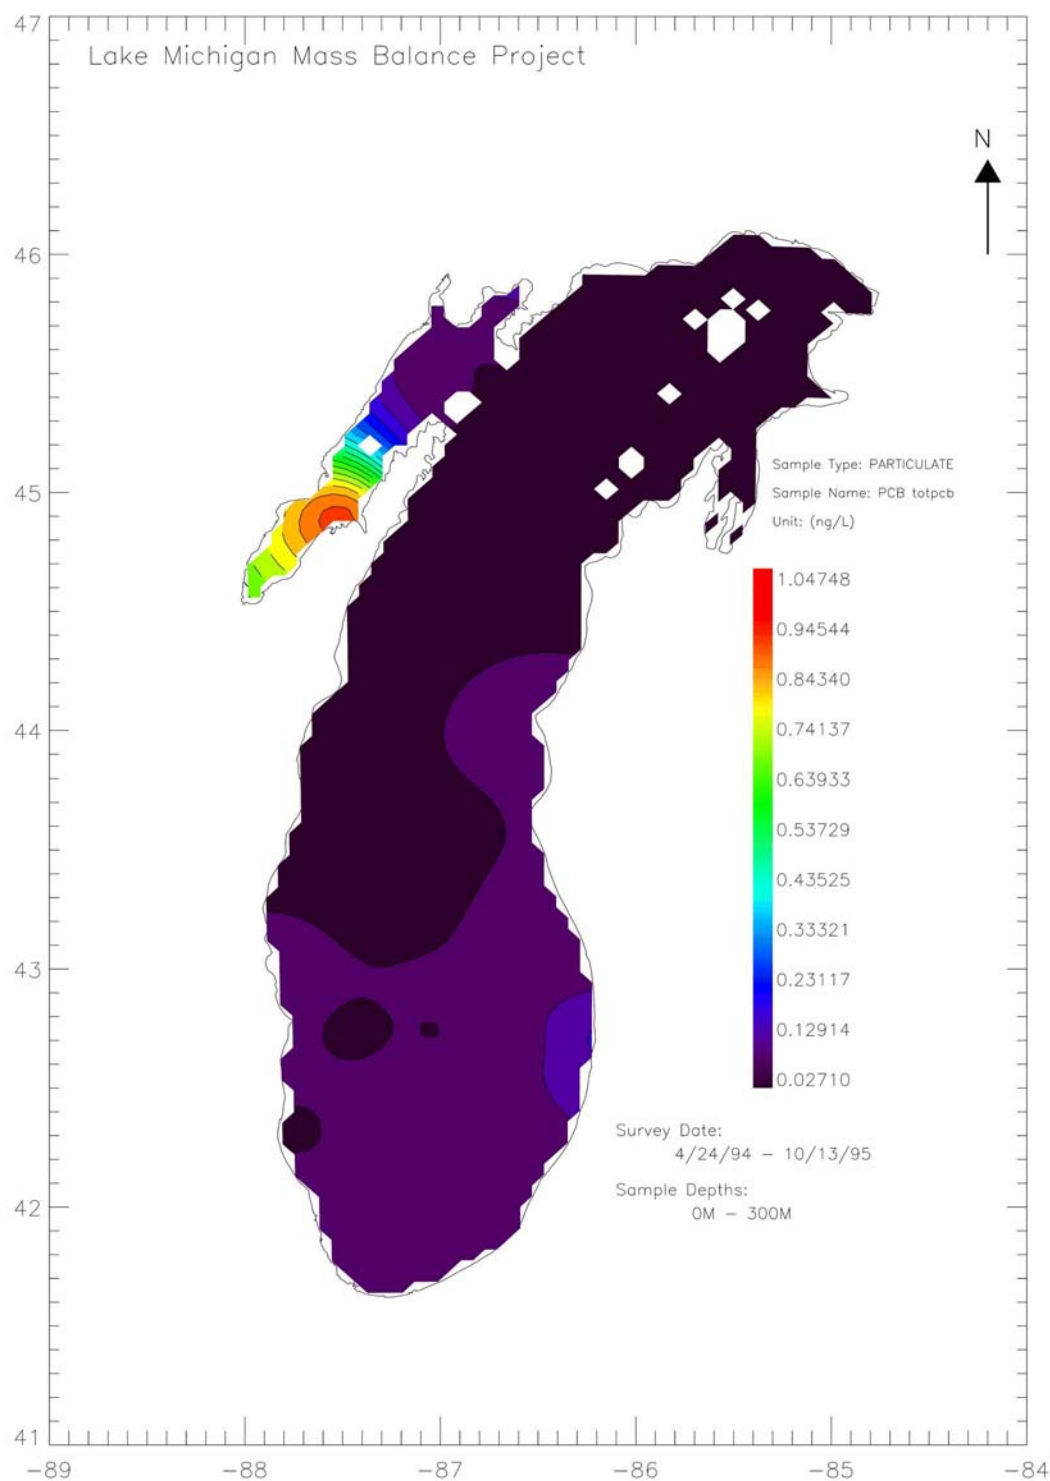 47
Lake Michigan Mass Balance Project
N
46
Sample Type: PARTICULATE
45
Sample Name: PCB totpcb
Unit: (ng/L)
1.04748
0.94544
0.84340
44
0.74137
0.63933
0.53729
0.43525
0.33321
43
0.23117
0.12914
0.02710
Survey Date:
4/24/94 - 10/13/95
Sample Depths:
42
0M - 300M
41
-89 -88 -87 -86 -85 -84